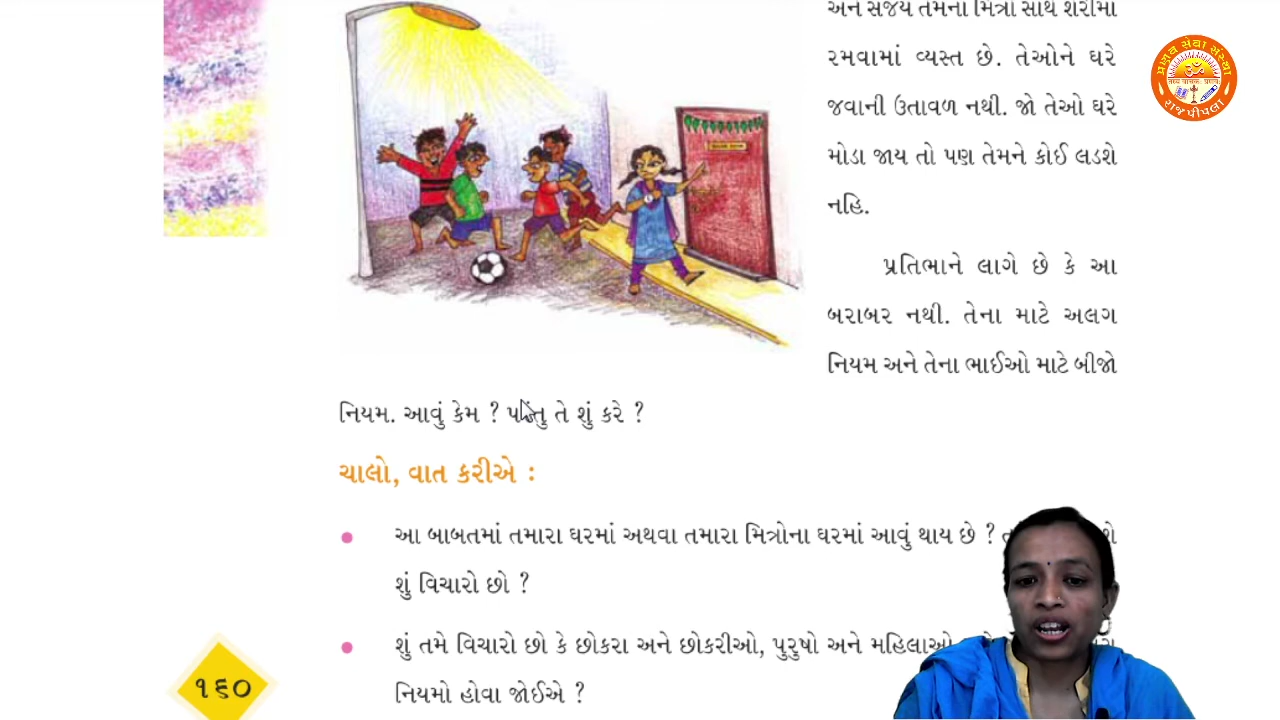 અને સંજય તેમના મિત્રો સાથે શેરીમાં
રમવામાં વ્યસ્ત છે. તેઓને ઘરે
જવાની ઉતાવળ નથી. જો તેઓ ઘરે
મોડા જાય તો પણ તેમને કોઈ લડશે
નહિ.
પ્રતિભાને લાગે છે કે આ
બરાબર નથી. તેના માટે અલગ
નિયમ અને તેના ભાઈઓ માટે બીજો
નિયમ. આવું કેમ ? પરંતુ તે શું કરે ?
ચાલો, વાત કરીએ :
આ બાબતમાં તમારા ઘરમાં અથવા તમારા મિત્રોના ઘરમાં આવું થાય છે ?
શું વિચારો છો ?
શું તમે વિચારો છો કે છોકરા અને છોકરીઓ, પુરુષો અને
નિયમો હોવા જોઈએ ?
૧૬૦
પ્રણવ સેવા સંસ્થા
રાજપીપલા